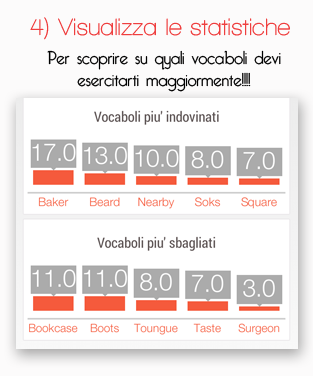 4) Visualizza le statistiche
Per scoprire su quali vocaboli devi
esercitarti maggiormente!!!!
Vocaboli piu' indovinati
17.0 13.0 10.0 8.0 7.0
Baker Beard Nearby Soks Square
Vocaboli piu' sbagliati
11.0 11.0 8.0 7.0 3.0
Bookcase Boots Toungue Taste Surgeon